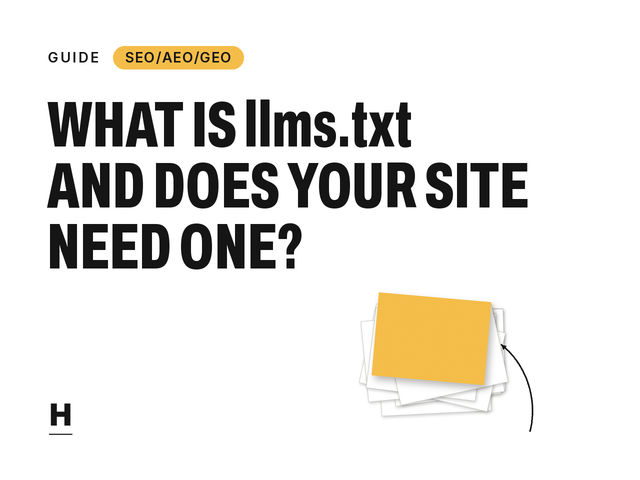 GUIDE SEO/AEO/GEO
WHAT IS llms.txt
AND DOES YOUR SITE
NEED ONE?
H